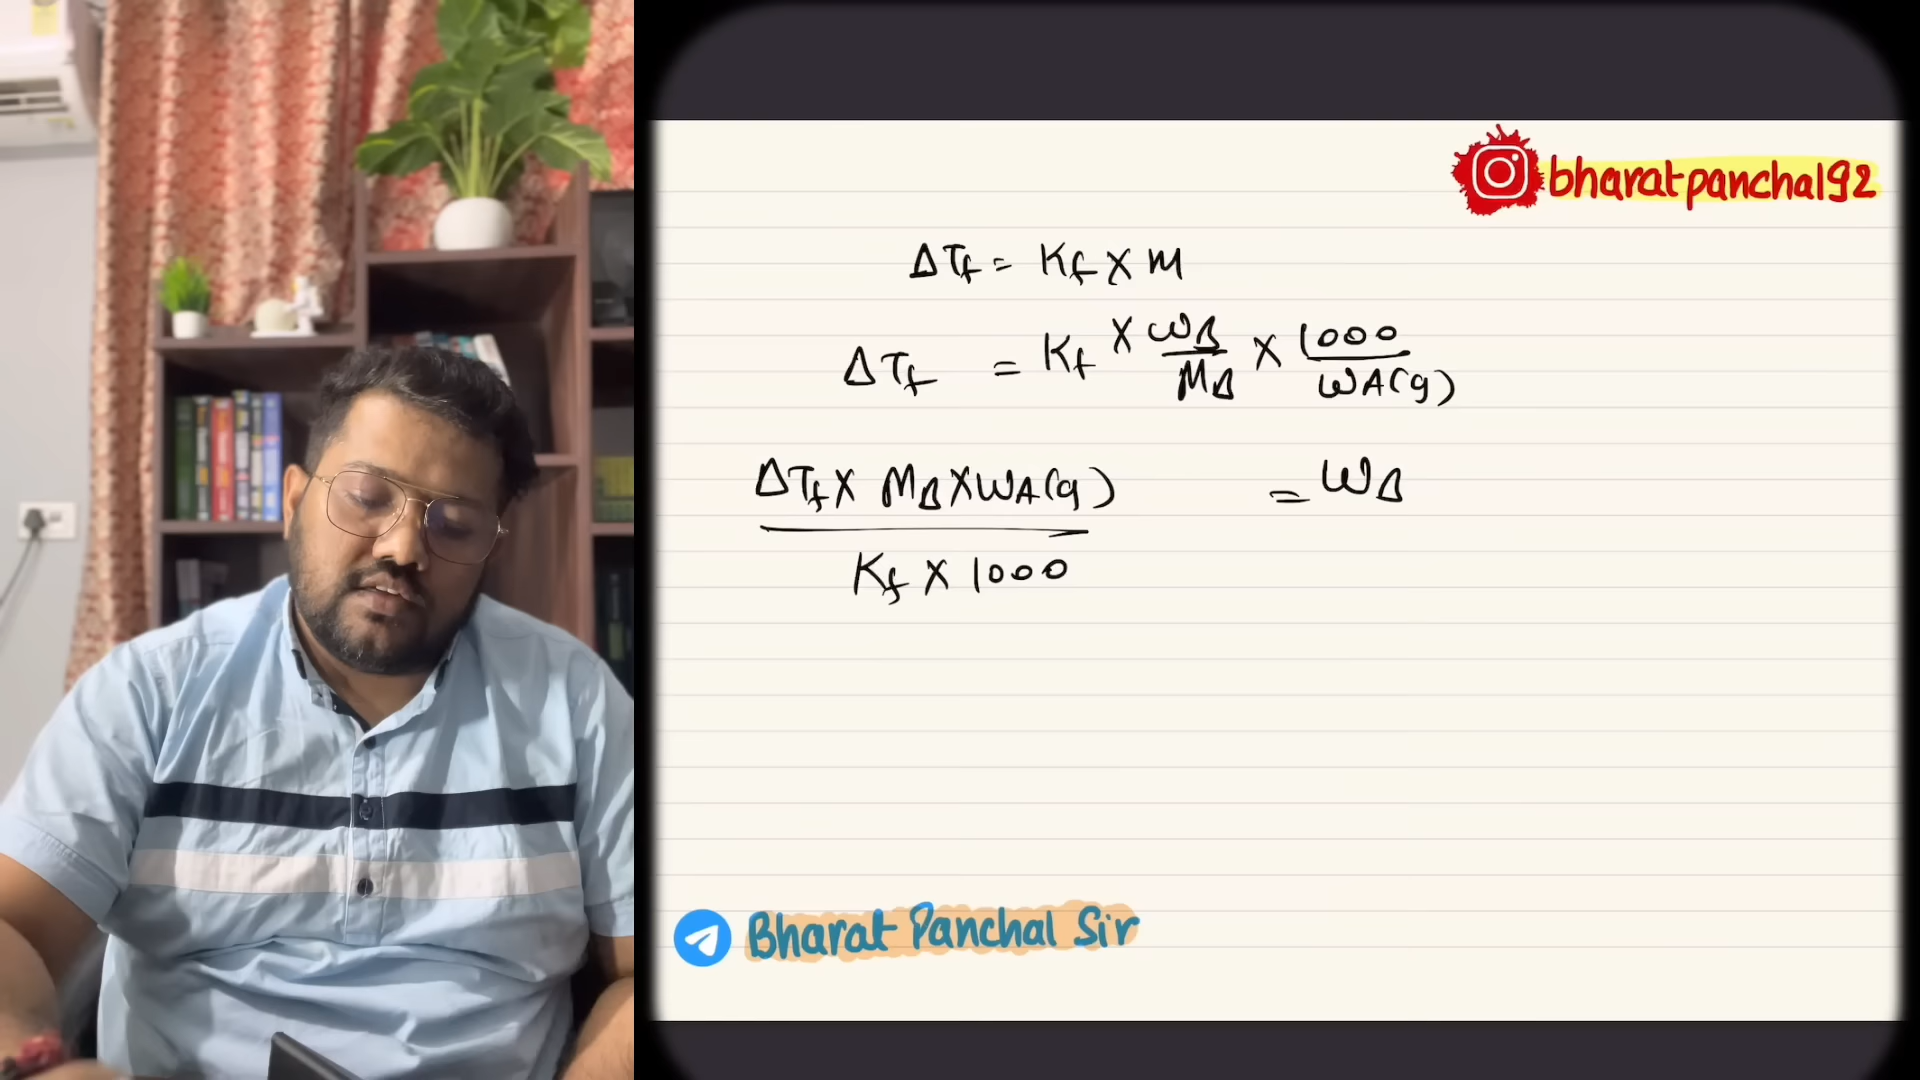 bharatpanchal92
ΔTf = Kf × m
ΔTf = Kf × WB/MB × 1000/WA(g)
ΔTf × MB × WA(g) / Kf × 1000 = WB
Bharat Panchal Sir